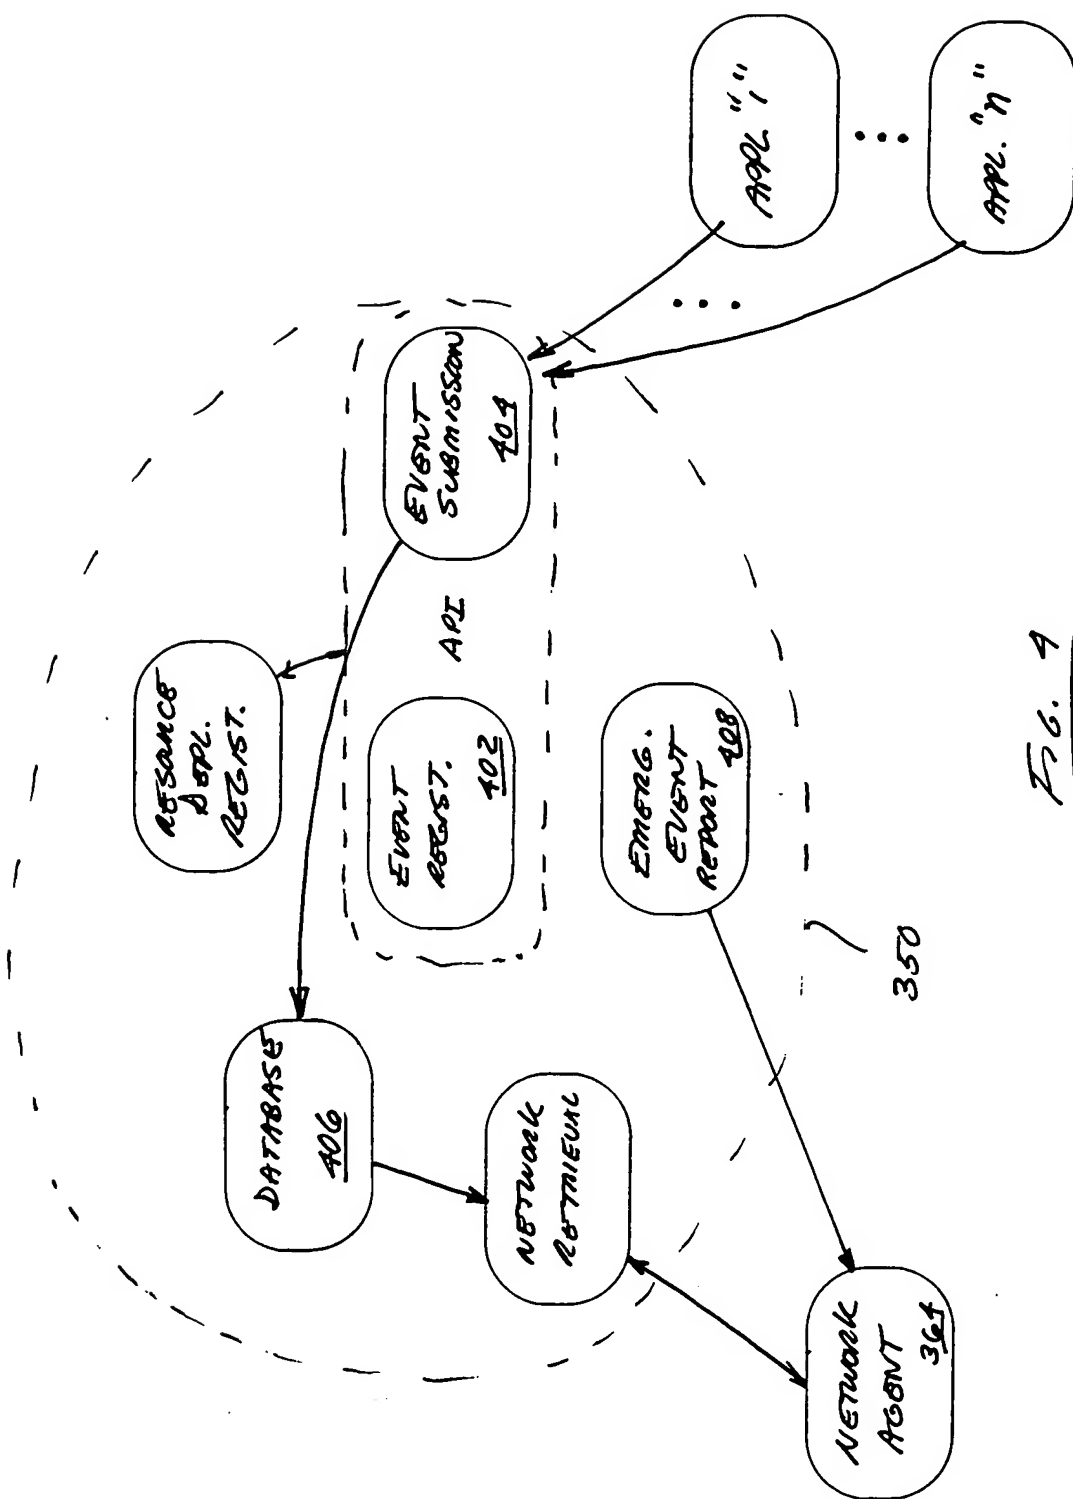 RESOURCE
DEPL.
REGIST.
DATABASE
406
EVENT
REGIST.
402
API
EVENT
SUBMISSION
404
NETWORK
RETRIEVAL
EMERG.
EVENT
REPORT
408
APPL. "1"
APPL. "n"
NETWORK
AGENT
364
350
FIG. 4